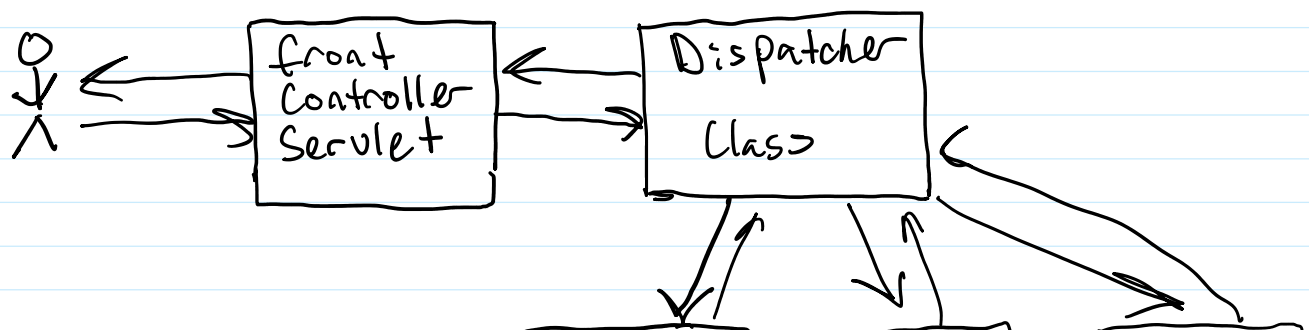 front
Controller
Servlet
Dispatcher
Class